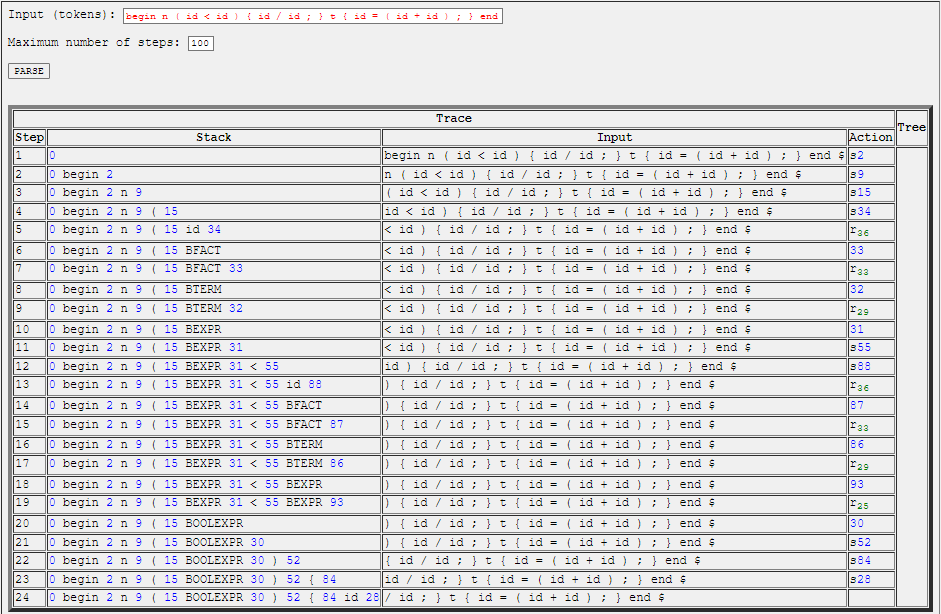 Input (tokens): begin n ( id < id ) { id / id ; } t { id = ( id + id ) ; } end
Maximum number of steps: 100
PARSE
Trace Tree
Step Stack Input Action
1 0 begin n ( id < id ) { id / id ; } t { id = ( id + id ) ; } end $ s2
2 0 begin 2 n ( id < id ) { id / id ; } t { id = ( id + id ) ; } end $ s9
3 0 begin 2 n 9 ( id < id ) { id / id ; } t { id = ( id + id ) ; } end $ s15
4 0 begin 2 n 9 ( 15 id < id ) { id / id ; } t { id = ( id + id ) ; } end $ s34
5 0 begin 2 n 9 ( 15 id 34 < id ) { id / id ; } t { id = ( id + id ) ; } end $ r36
6 0 begin 2 n 9 ( 15 BFACT < id ) { id / id ; } t { id = ( id + id ) ; } end $ 33
7 0 begin 2 n 9 ( 15 BFACT 33 < id ) { id / id ; } t { id = ( id + id ) ; } end $ r33
8 0 begin 2 n 9 ( 15 BTERM < id ) { id / id ; } t { id = ( id + id ) ; } end $ 32
9 0 begin 2 n 9 ( 15 BTERM 32 < id ) { id / id ; } t { id = ( id + id ) ; } end $ r29
10 0 begin 2 n 9 ( 15 BEXPR < id ) { id / id ; } t { id = ( id + id ) ; } end $ 31
11 0 begin 2 n 9 ( 15 BEXPR 31 < id ) { id / id ; } t { id = ( id + id ) ; } end $ s55
12 0 begin 2 n 9 ( 15 BEXPR 31 < 55 id ) { id / id ; } t { id = ( id + id ) ; } end $ s88
13 0 begin 2 n 9 ( 15 BEXPR 31 < 55 id 88 ) { id / id ; } t { id = ( id + id ) ; } end $ r36
14 0 begin 2 n 9 ( 15 BEXPR 31 < 55 BFACT ) { id / id ; } t { id = ( id + id ) ; } end $ 87
15 0 begin 2 n 9 ( 15 BEXPR 31 < 55 BFACT 87 ) { id / id ; } t { id = ( id + id ) ; } end $ r33
16 0 begin 2 n 9 ( 15 BEXPR 31 < 55 BTERM ) { id / id ; } t { id = ( id + id ) ; } end $ 86
17 0 begin 2 n 9 ( 15 BEXPR 31 < 55 BTERM 86 ) { id / id ; } t { id = ( id + id ) ; } end $ r29
18 0 begin 2 n 9 ( 15 BEXPR 31 < 55 BEXPR ) { id / id ; } t { id = ( id + id ) ; } end $ 93
19 0 begin 2 n 9 ( 15 BEXPR 31 < 55 BEXPR 93 ) { id / id ; } t { id = ( id + id ) ; } end $ r25
20 0 begin 2 n 9 ( 15 BOOLEXPR ) { id / id ; } t { id = ( id + id ) ; } end $ 30
21 0 begin 2 n 9 ( 15 BOOLEXPR 30 ) { id / id ; } t { id = ( id + id ) ; } end $ s52
22 0 begin 2 n 9 ( 15 BOOLEXPR 30 ) 52 { id / id ; } t { id = ( id + id ) ; } end $ s84
23 0 begin 2 n 9 ( 15 BOOLEXPR 30 ) 52 { 84 id / id ; } t { id = ( id + id ) ; } end $ s28
24 0 begin 2 n 9 ( 15 BOOLEXPR 30 ) 52 { 84 id 28 / id ; } t { id = ( id + id ) ; } end $